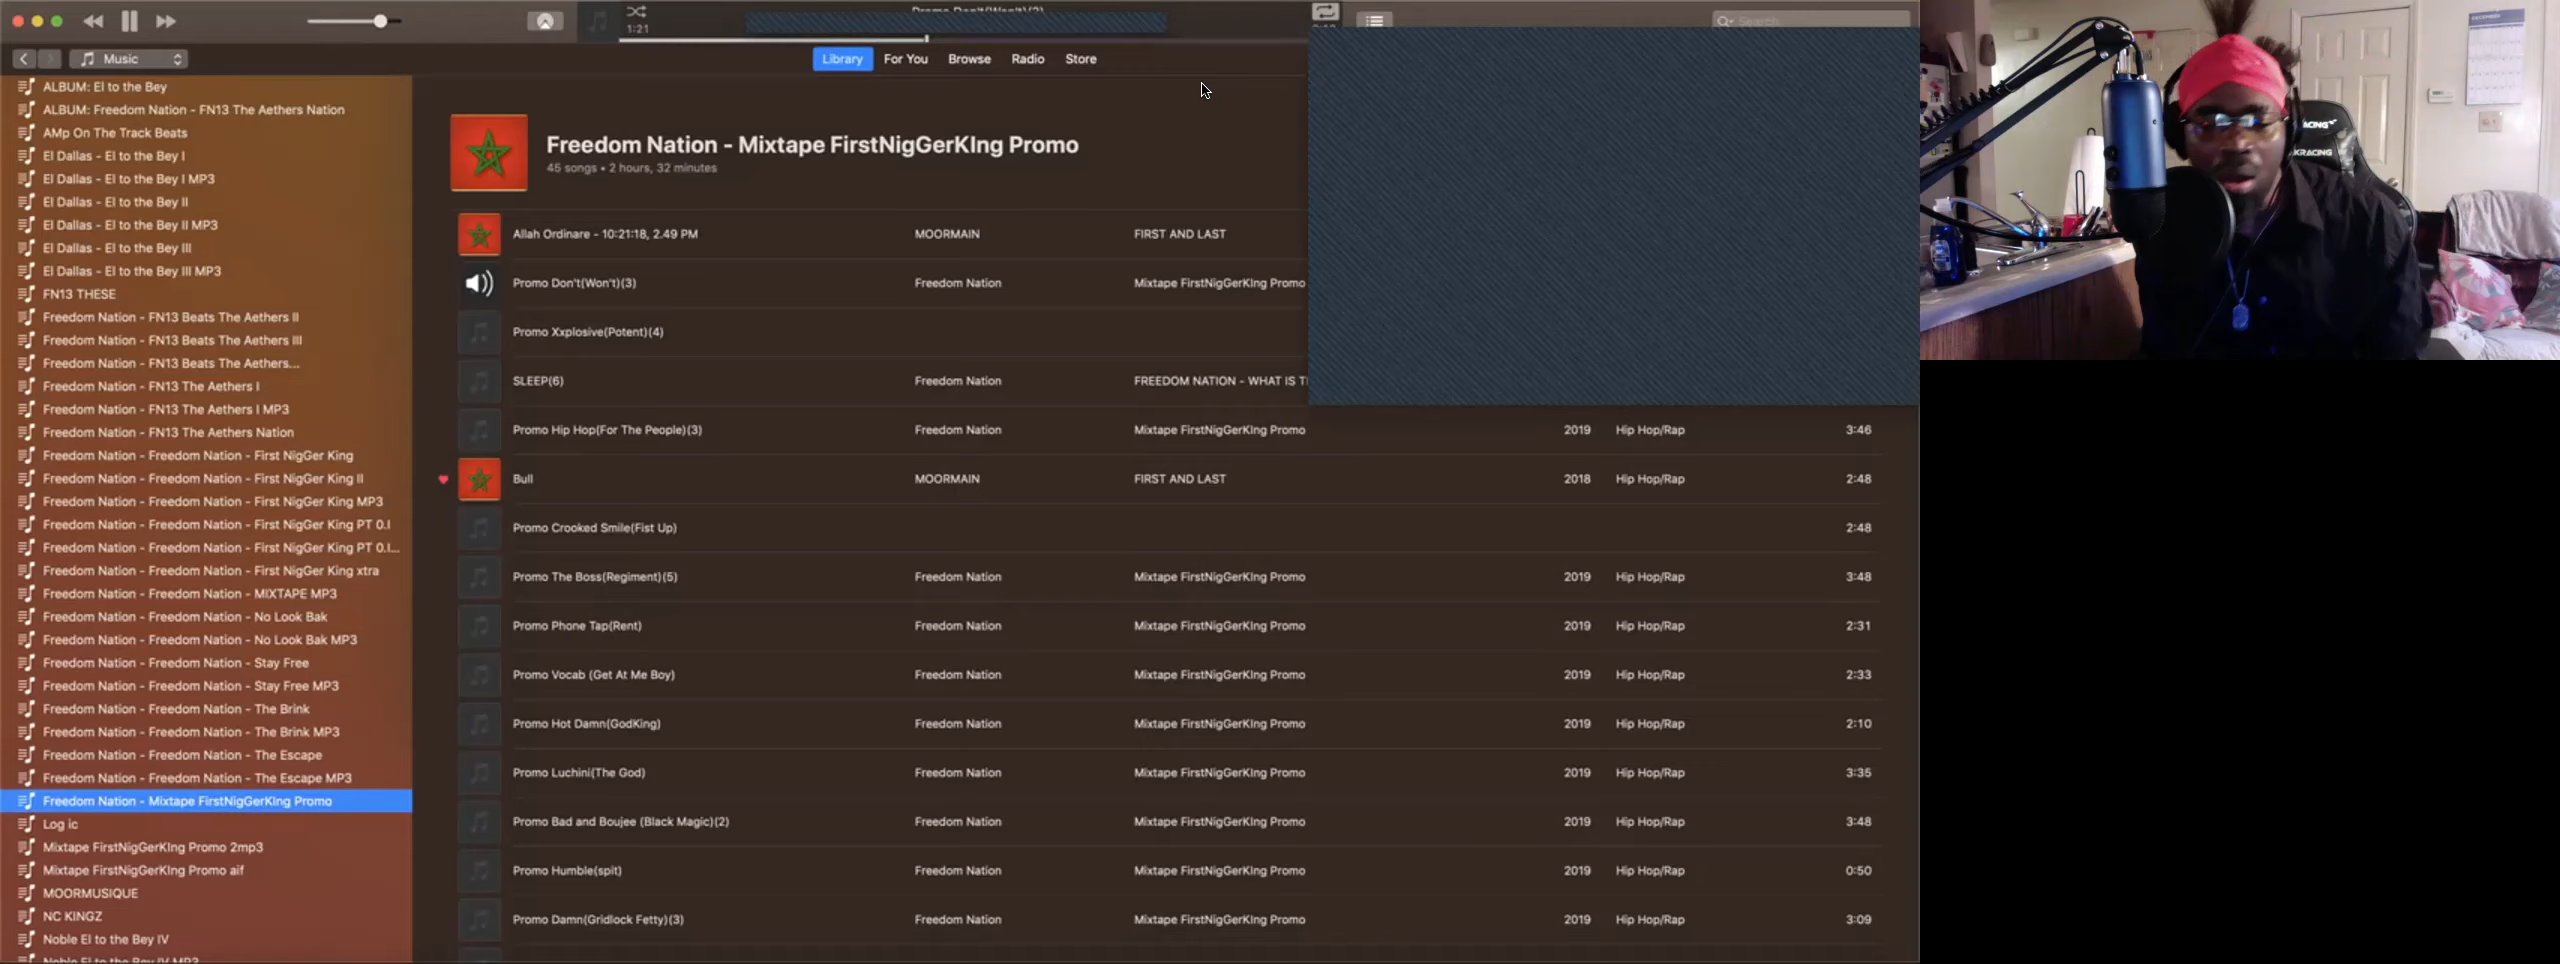 Promo Don't(Won't)(3)
1:21
Search
Music
Library
For You
Browse
Radio
Store
ALBUM: El to the Bey
ALBUM: Freedom Nation - FN13 The Aethers Nation
AMp On The Track Beats
El Dallas - El to the Bey I
El Dallas - El to the Bey I MP3
El Dallas - El to the Bey II
El Dallas - El to the Bey II MP3
El Dallas - El to the Bey III
El Dallas - El to the Bey III MP3
FN13 THESE
Freedom Nation - FN13 Beats The Aethers II
Freedom Nation - FN13 Beats The Aethers III
Freedom Nation - FN13 Beats The Aethers...
Freedom Nation - FN13 The Aethers I
Freedom Nation - FN13 The Aethers I MP3
Freedom Nation - FN13 The Aethers Nation
Freedom Nation - Freedom Nation - First NigGer King
Freedom Nation - Freedom Nation - First NigGer King II
Freedom Nation - Freedom Nation - First NigGer King MP3
Freedom Nation - Freedom Nation - First NigGer King PT 0.I
Freedom Nation - Freedom Nation - First NigGer King PT 0.I...
Freedom Nation - Freedom Nation - First NigGer King xtra
Freedom Nation - Freedom Nation - MIXTAPE MP3
Freedom Nation - Freedom Nation - No Look Bak
Freedom Nation - Freedom Nation - No Look Bak MP3
Freedom Nation - Freedom Nation - Stay Free
Freedom Nation - Freedom Nation - Stay Free MP3
Freedom Nation - Freedom Nation - The Brink
Freedom Nation - Freedom Nation - The Brink MP3
Freedom Nation - Freedom Nation - The Escape
Freedom Nation - Freedom Nation - The Escape MP3
Freedom Nation - Mixtape FirstNigGerKIng Promo
Log ic
Mixtape FirstNigGerKIng Promo 2mp3
Mixtape FirstNigGerKIng Promo aif
MOORMUSIQUE
NC KINGZ
Noble El to the Bey IV
Noble El to the Bey IV MP3
Freedom Nation - Mixtape FirstNigGerKIng Promo
45 songs • 2 hours, 32 minutes
Allah Ordinare - 10:21:18, 2.49 PM MOORMAIN FIRST AND LAST
Promo Don't(Won't)(3) Freedom Nation Mixtape FirstNigGerKIng Promo
Promo Xxplosive(Potent)(4)
SLEEP(6) Freedom Nation FREEDOM NATION - WHAT IS
Promo Hip Hop(For The People)(3) Freedom Nation Mixtape FirstNigGerKIng Promo 2019 Hip Hop/Rap 3:46
Bull MOORMAIN FIRST AND LAST 2018 Hip Hop/Rap 2:48
Promo Crooked Smile(Fist Up) 2:48
Promo The Boss(Regiment)(5) Freedom Nation Mixtape FirstNigGerKIng Promo 2019 Hip Hop/Rap 3:48
Promo Phone Tap(Rent) Freedom Nation Mixtape FirstNigGerKIng Promo 2019 Hip Hop/Rap 2:31
Promo Vocab (Get At Me Boy) Freedom Nation Mixtape FirstNigGerKIng Promo 2019 Hip Hop/Rap 2:33
Promo Hot Damn(GodKing) Freedom Nation Mixtape FirstNigGerKIng Promo 2019 Hip Hop/Rap 2:10
Promo Luchini(The God) Freedom Nation Mixtape FirstNigGerKIng Promo 2019 Hip Hop/Rap 3:35
Promo Bad and Boujee (Black Magic)(2) Freedom Nation Mixtape FirstNigGerKIng Promo 2019 Hip Hop/Rap 3:48
Promo Humble(spit) Freedom Nation Mixtape FirstNigGerKIng Promo 2019 Hip Hop/Rap 0:50
Promo Damn(Gridlock Fetty)(3) Freedom Nation Mixtape FirstNigGerKIng Promo 2019 Hip Hop/Rap 3:09
KRACING